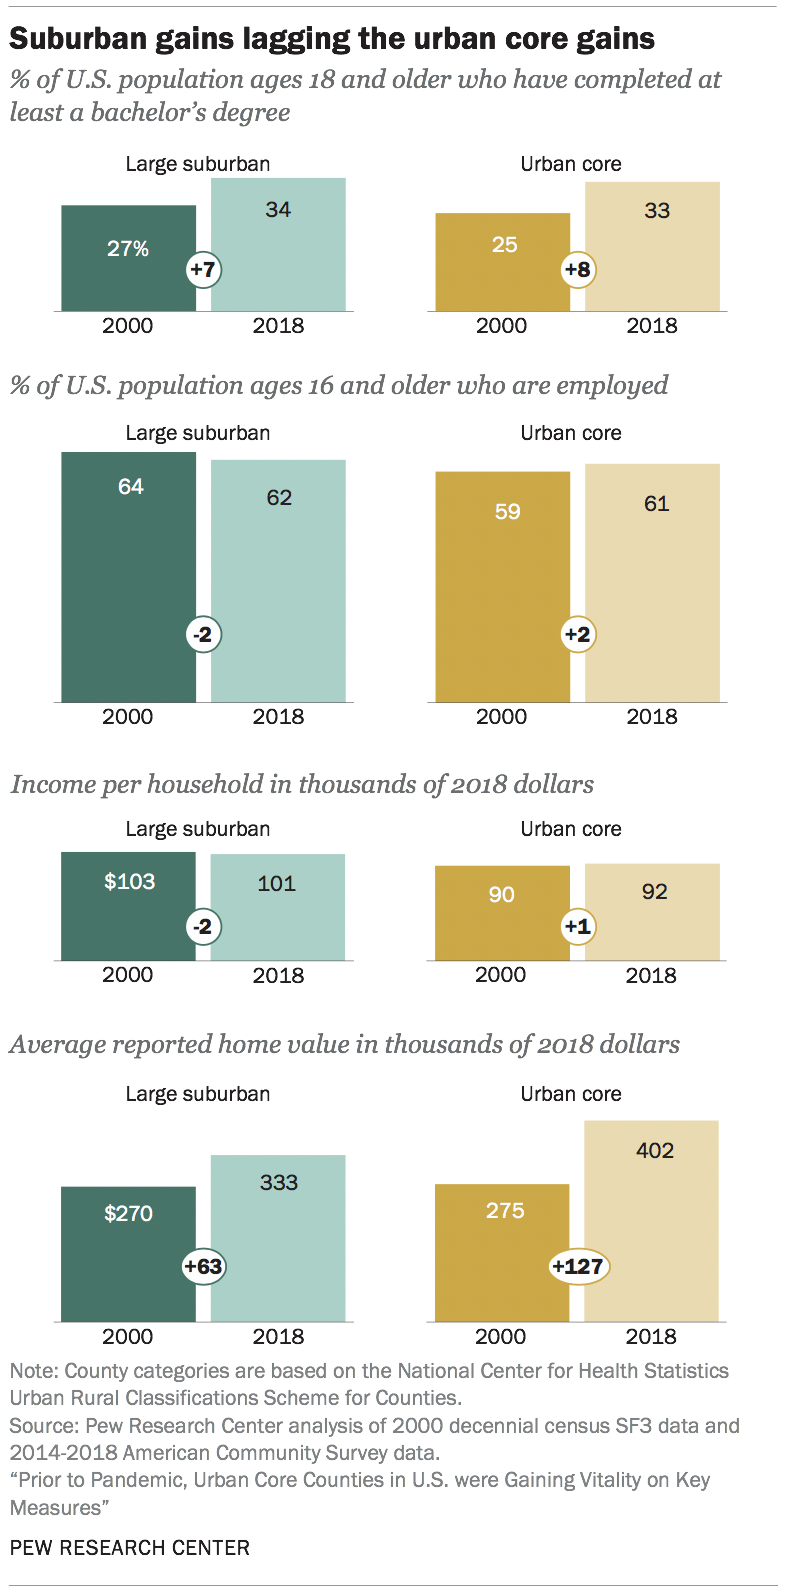 Suburban gains lagging the urban core gains
% of U.S. population ages 18 and older who have completed at
least a bachelor's degree
Large suburban
27%
+7
34
2000
2018
Urban core
25
+8
33
2000
2018
% of U.S. population ages 16 and older who are employed
Large suburban
64
-2
62
2000
2018
Urban core
59
+2
61
2000
2018
Income per household in thousands of 2018 dollars
Large suburban
$103
-2
101
2000
2018
Urban core
90
+1
92
2000
2018
Average reported home value in thousands of 2018 dollars
Large suburban
$270
+63
333
2000
2018
Urban core
275
+127
402
2000
2018
Note: County categories are based on the National Center for Health Statistics
Urban Rural Classifications Scheme for Counties.
Source: Pew Research Center analysis of 2000 decennial census SF3 data and
2014-2018 American Community Survey data.
“Prior to Pandemic, Urban Core Counties in U.S. were Gaining Vitality on Key
Measures”
PEW RESEARCH CENTER